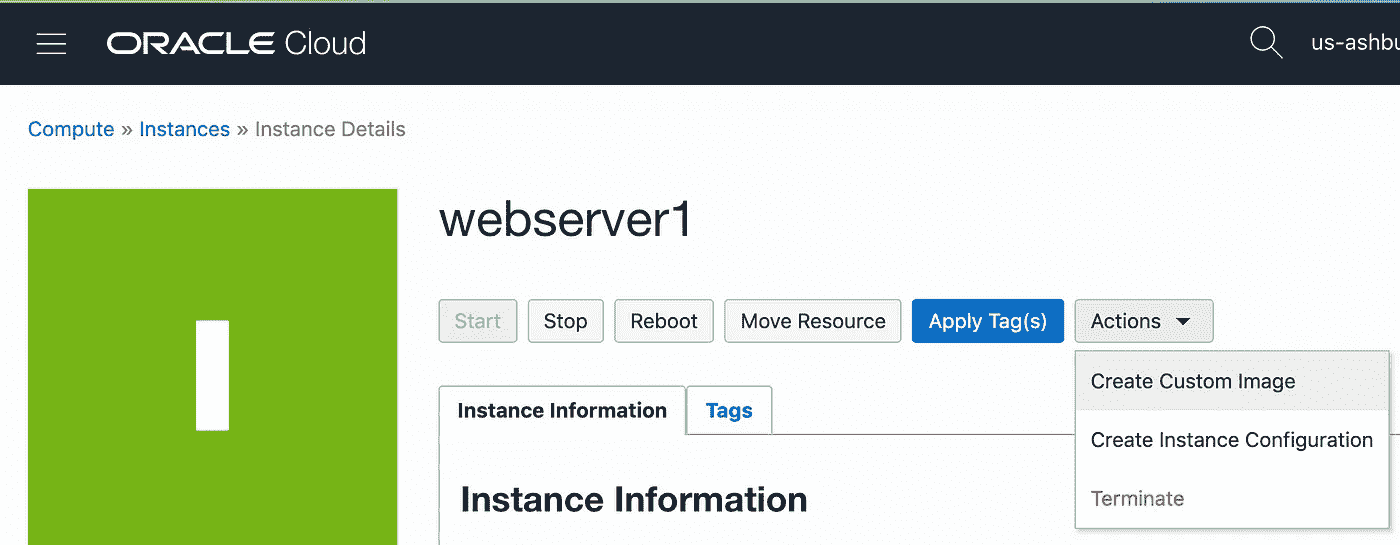 ORACLE Cloud
us-ashbu
Compute » Instances » Instance Details
I
webserver1
Start Stop Reboot Move Resource Apply Tag(s) Actions
Create Custom Image
Create Instance Configuration
Terminate
Instance Information Tags
Instance Information